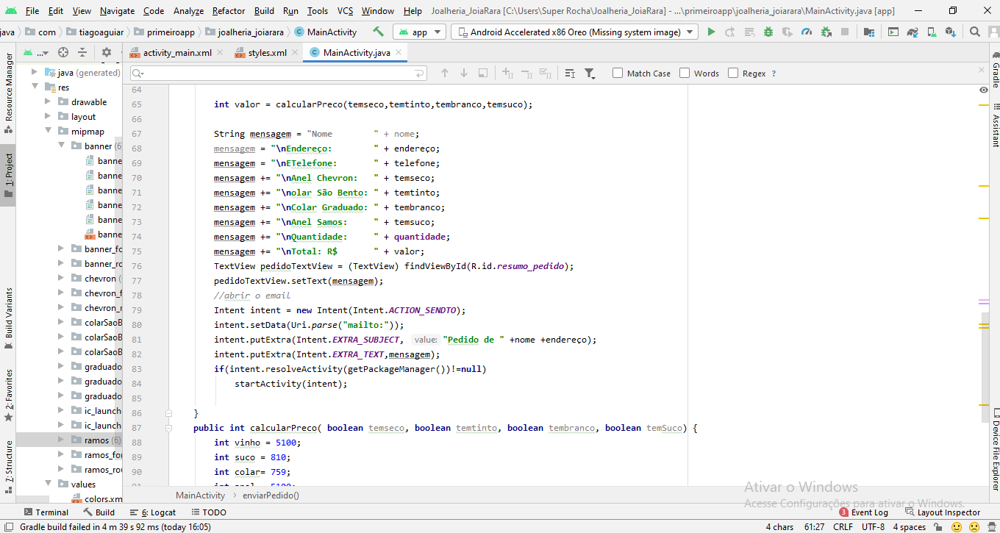 File Edit View Navigate Code Analyze Refactor Build Run Tools VCS Window Help Joalheria_JoiaRara [C:\Users\Super Rocha\Joalheria_JoiaRara] - ...\primeiroapp\joalheria_joiarara\MainActivity.java [app]
java com tiagoaguiar primeiroapp joalheria_joiarara MainActivity app Android Accelerated x86 Oreo (Missing system image)
... activity_main.xml styles.xml MainActivity.java
Match Case Words Regex ?
Resource Manager
1: Project
Build Variants
2: Favorites
7: Structure
java (generated)
res
drawable
layout
mipmap
banner (6)
banne
banne
banne
banne
banne
banne
banner_fo
banner_ro
chevron (
chevron_f
chevron_r
colarSaoB
colarSaoB
colarSaoB
graduado
graduado
graduado
ic_launch
ic_launch
ramos (6)
ramos_for
ramos_rou
values
colors.xm
64
65 int valor = calcularPreco(temseco,temtinto,tembranco,temsuco);
66
67 String mensagem = "Nome        " + nome;
68 mensagem = "\nEndereço:        " + endereço;
69 mensagem = "\nETelefone:       " + telefone;
70 mensagem += "\nAnel Chevron:   " + temseco;
71 mensagem += "\nolar São Bento: " + temtinto;
72 mensagem += "\nColar Graduado: " + tembranco;
73 mensagem += "\nAnel Samos:     " + temsuco;
74 mensagem += "\nQuantidade:     " + quantidade;
75 mensagem += "\nTotal: R$       " + valor;
76 TextView pedidoTextView = (TextView) findViewById(R.id.resumo_pedido);
77 pedidoTextView.setText(mensagem);
78 //abrir o email
79 Intent intent = new Intent(Intent.ACTION_SENDTO);
80 intent.setData(Uri.parse("mailto:"));
81 intent.putExtra(Intent.EXTRA_SUBJECT, value: "Pedido de " +nome +endereço);
82 intent.putExtra(Intent.EXTRA_TEXT,mensagem);
83 if(intent.resolveActivity(getPackageManager())!=null)
84 startActivity(intent);
85
86 }
87 public int calcularPreco( boolean temseco, boolean temtinto, boolean tembranco, boolean temSuco) {
88 int vinho = 5100;
89 int suco = 810;
90 int colar= 759;
MainActivity enviarPedido()
Gradle
Assistant
Device File Explorer
Ativar o Windows
Acesse Configurações para ativar o Windows.
Terminal Build 6: Logcat TODO 3 Event Log Layout Inspector
Gradle build failed in 4 m 39 s 92 ms (today 16:05) 4 chars 61:27 CRLF UTF-8 4 spaces